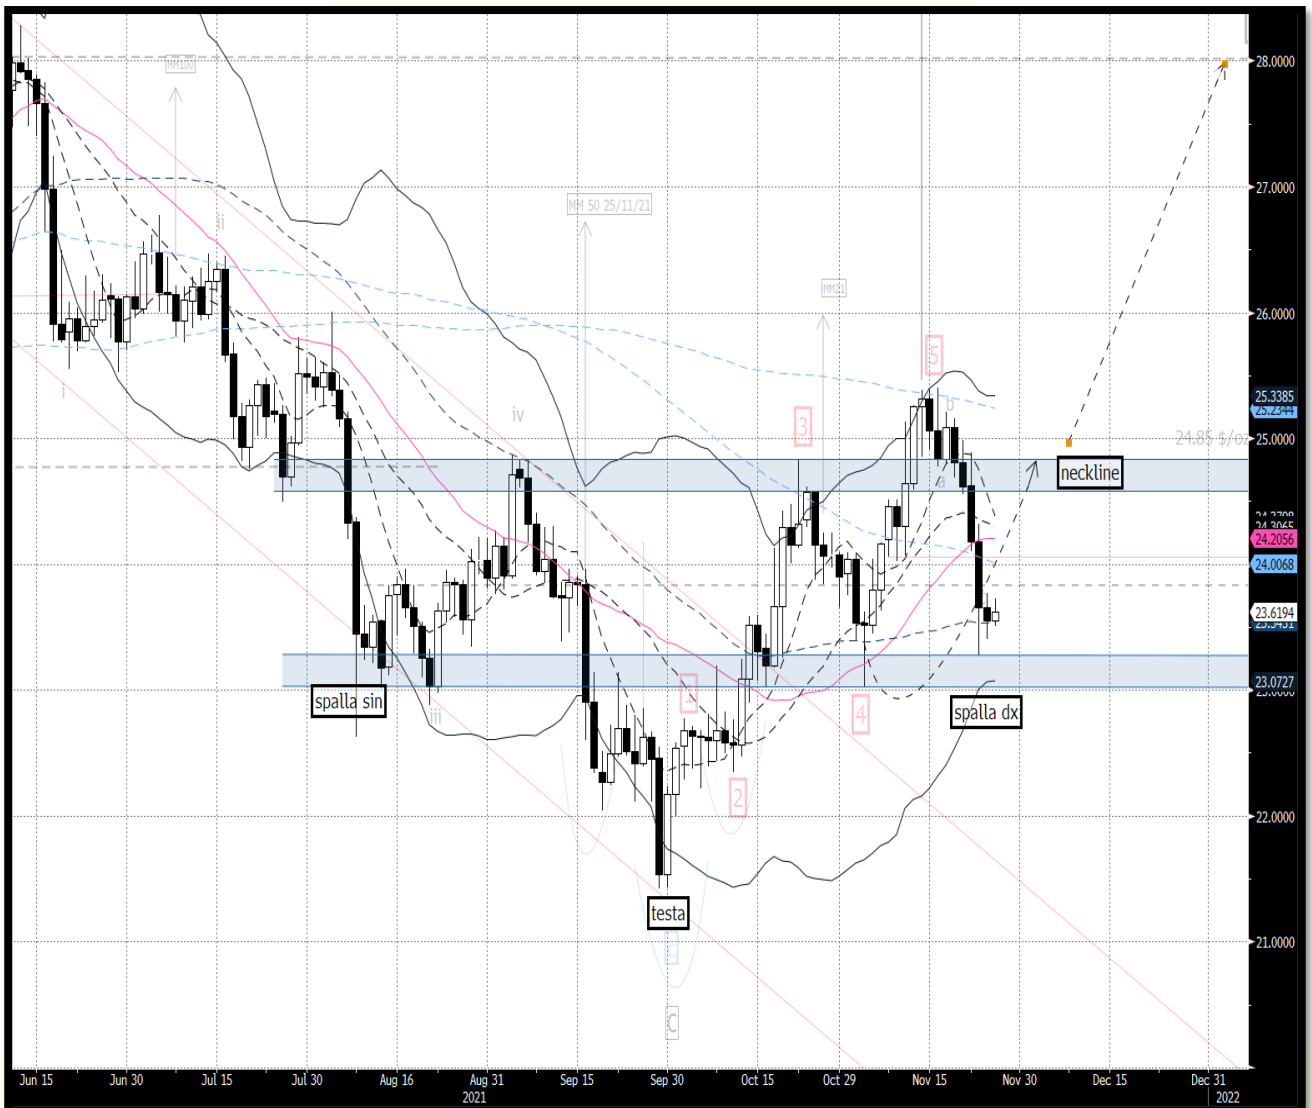 MM100
28.0000
MM 50 25/11/21
27.0000
ii
MM21
26.0000
5
i
iv
3
b
25.3385
25.2344
25.0000
24.85 $/oz
neckline
a
24.3065
24.2056
24.0068
23.6194
1
23.0727
spalla sin
iii
4
spalla dx
2
22.0000
testa
21.0000
C
Jun 15
Jun 30
Jul 15
Jul 30
Aug 16
Aug 31
Sep 15
Sep 30
Oct 15
Oct 29
Nov 15
Nov 30
Dec 15
Dec 31
2021
2022